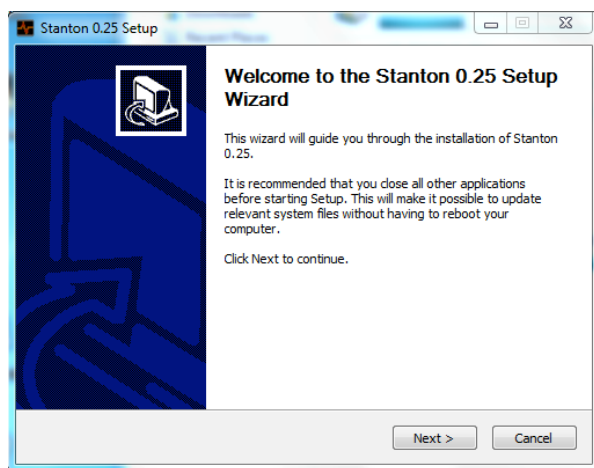 Stanton 0.25 Setup
Welcome to the Stanton 0.25 Setup
Wizard
This wizard will guide you through the installation of Stanton
0.25.
It is recommended that you close all other applications
before starting Setup. This will make it possible to update
relevant system files without having to reboot your
computer.
Click Next to continue.
Next >
Cancel